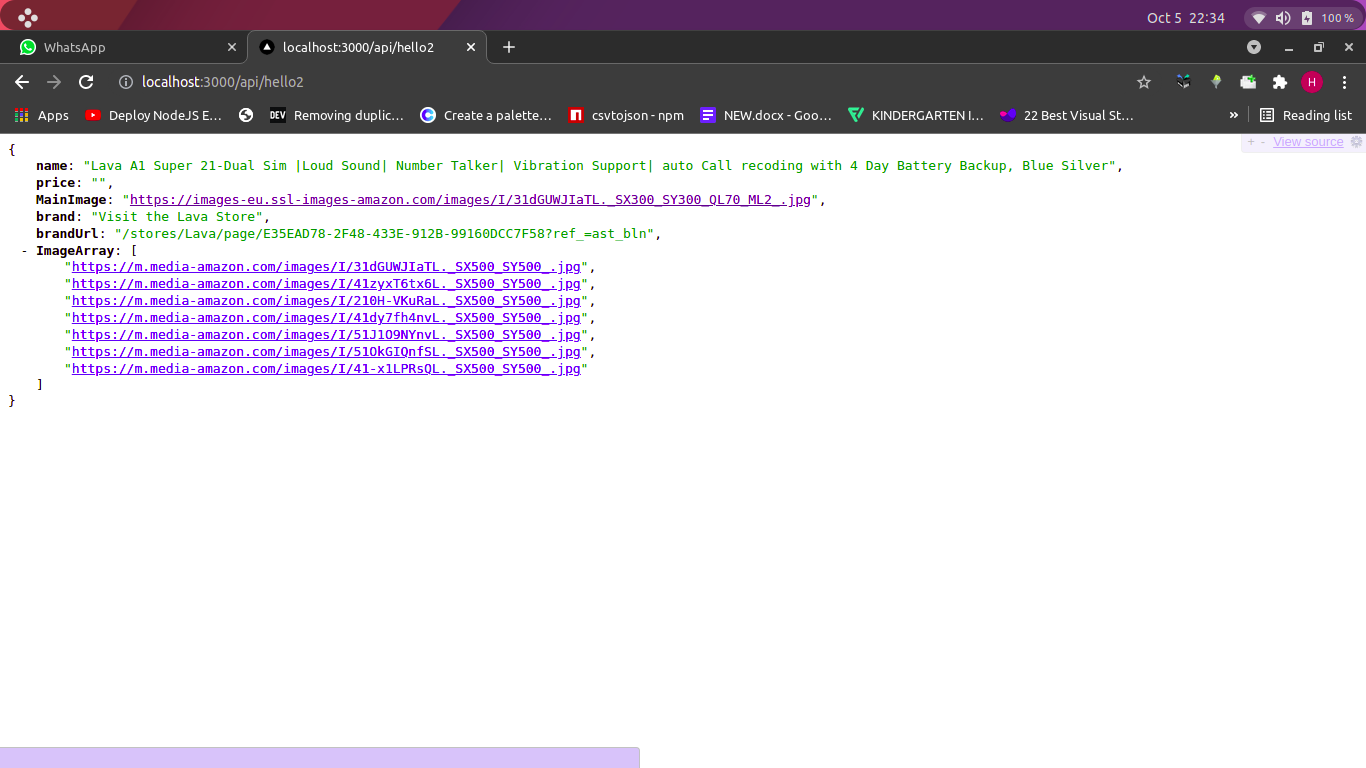 Oct 5 22:34
100 %
WhatsApp
localhost:3000/api/hello2
localhost:3000/api/hello2
H
Apps
Deploy NodeJS E...
DEV
Removing duplic...
Create a palette...
csvtojson - npm
NEW.docx - Goo...
KINDERGARTEN I...
22 Best Visual St...
»
Reading list
+ - View source
{
name: "Lava A1 Super 21-Dual Sim |Loud Sound| Number Talker| Vibration Support| auto Call recoding with 4 Day Battery Backup, Blue Silver",
price: "",
MainImage: "https://images-eu.ssl-images-amazon.com/images/I/31dGUWJIaTL._SX300_SY300_QL70_ML2_.jpg",
brand: "Visit the Lava Store",
brandUrl: "/stores/Lava/page/E35EAD78-2F48-433E-912B-99160DCC7F58?ref_=ast_bln",
- ImageArray: [
"https://m.media-amazon.com/images/I/31dGUWJIaTL._SX500_SY500_.jpg",
"https://m.media-amazon.com/images/I/41zyxT6tx6L._SX500_SY500_.jpg",
"https://m.media-amazon.com/images/I/210H-VKuRaL._SX500_SY500_.jpg",
"https://m.media-amazon.com/images/I/41dy7fh4nvL._SX500_SY500_.jpg",
"https://m.media-amazon.com/images/I/51J1O9NYnvL._SX500_SY500_.jpg",
"https://m.media-amazon.com/images/I/51OkGIQnfSL._SX500_SY500_.jpg",
"https://m.media-amazon.com/images/I/41-x1LPRsQL._SX500_SY500_.jpg"
]
}